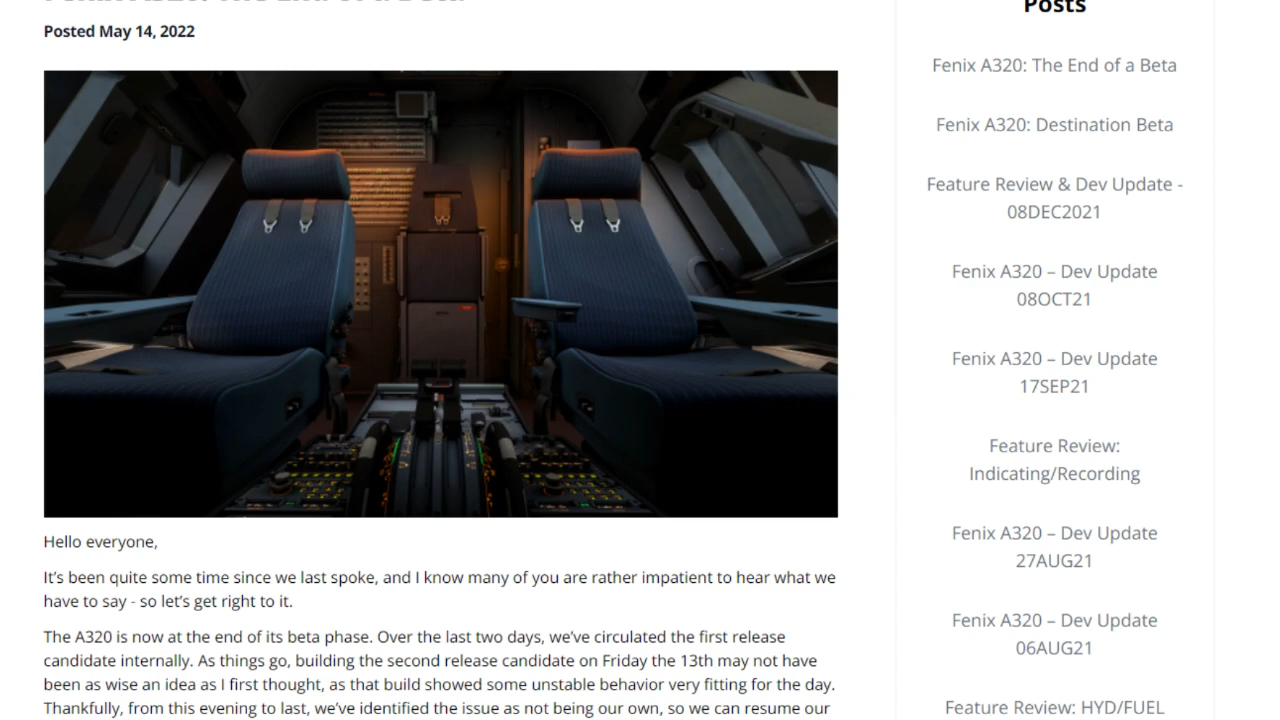 Posted May 14, 2022
Hello everyone,
It’s been quite some time since we last spoke, and I know many of you are rather impatient to hear what we
have to say - so let’s get right to it.
The A320 is now at the end of its beta phase. Over the last two days, we’ve circulated the first release
candidate internally. As things go, building the second release candidate on Friday the 13th may not have
been as wise an idea as I first thought, as that build showed some unstable behavior very fitting for the day.
Thankfully, from this evening to last, we’ve identified the issue as not being our own, so we can resume our
Posts
Fenix A320: The End of a Beta
Fenix A320: Destination Beta
Feature Review & Dev Update -
08DEC2021
Fenix A320 – Dev Update
08OCT21
Fenix A320 – Dev Update
17SEP21
Feature Review:
Indicating/Recording
Fenix A320 – Dev Update
27AUG21
Fenix A320 – Dev Update
06AUG21
Feature Review: HYD/FUEL